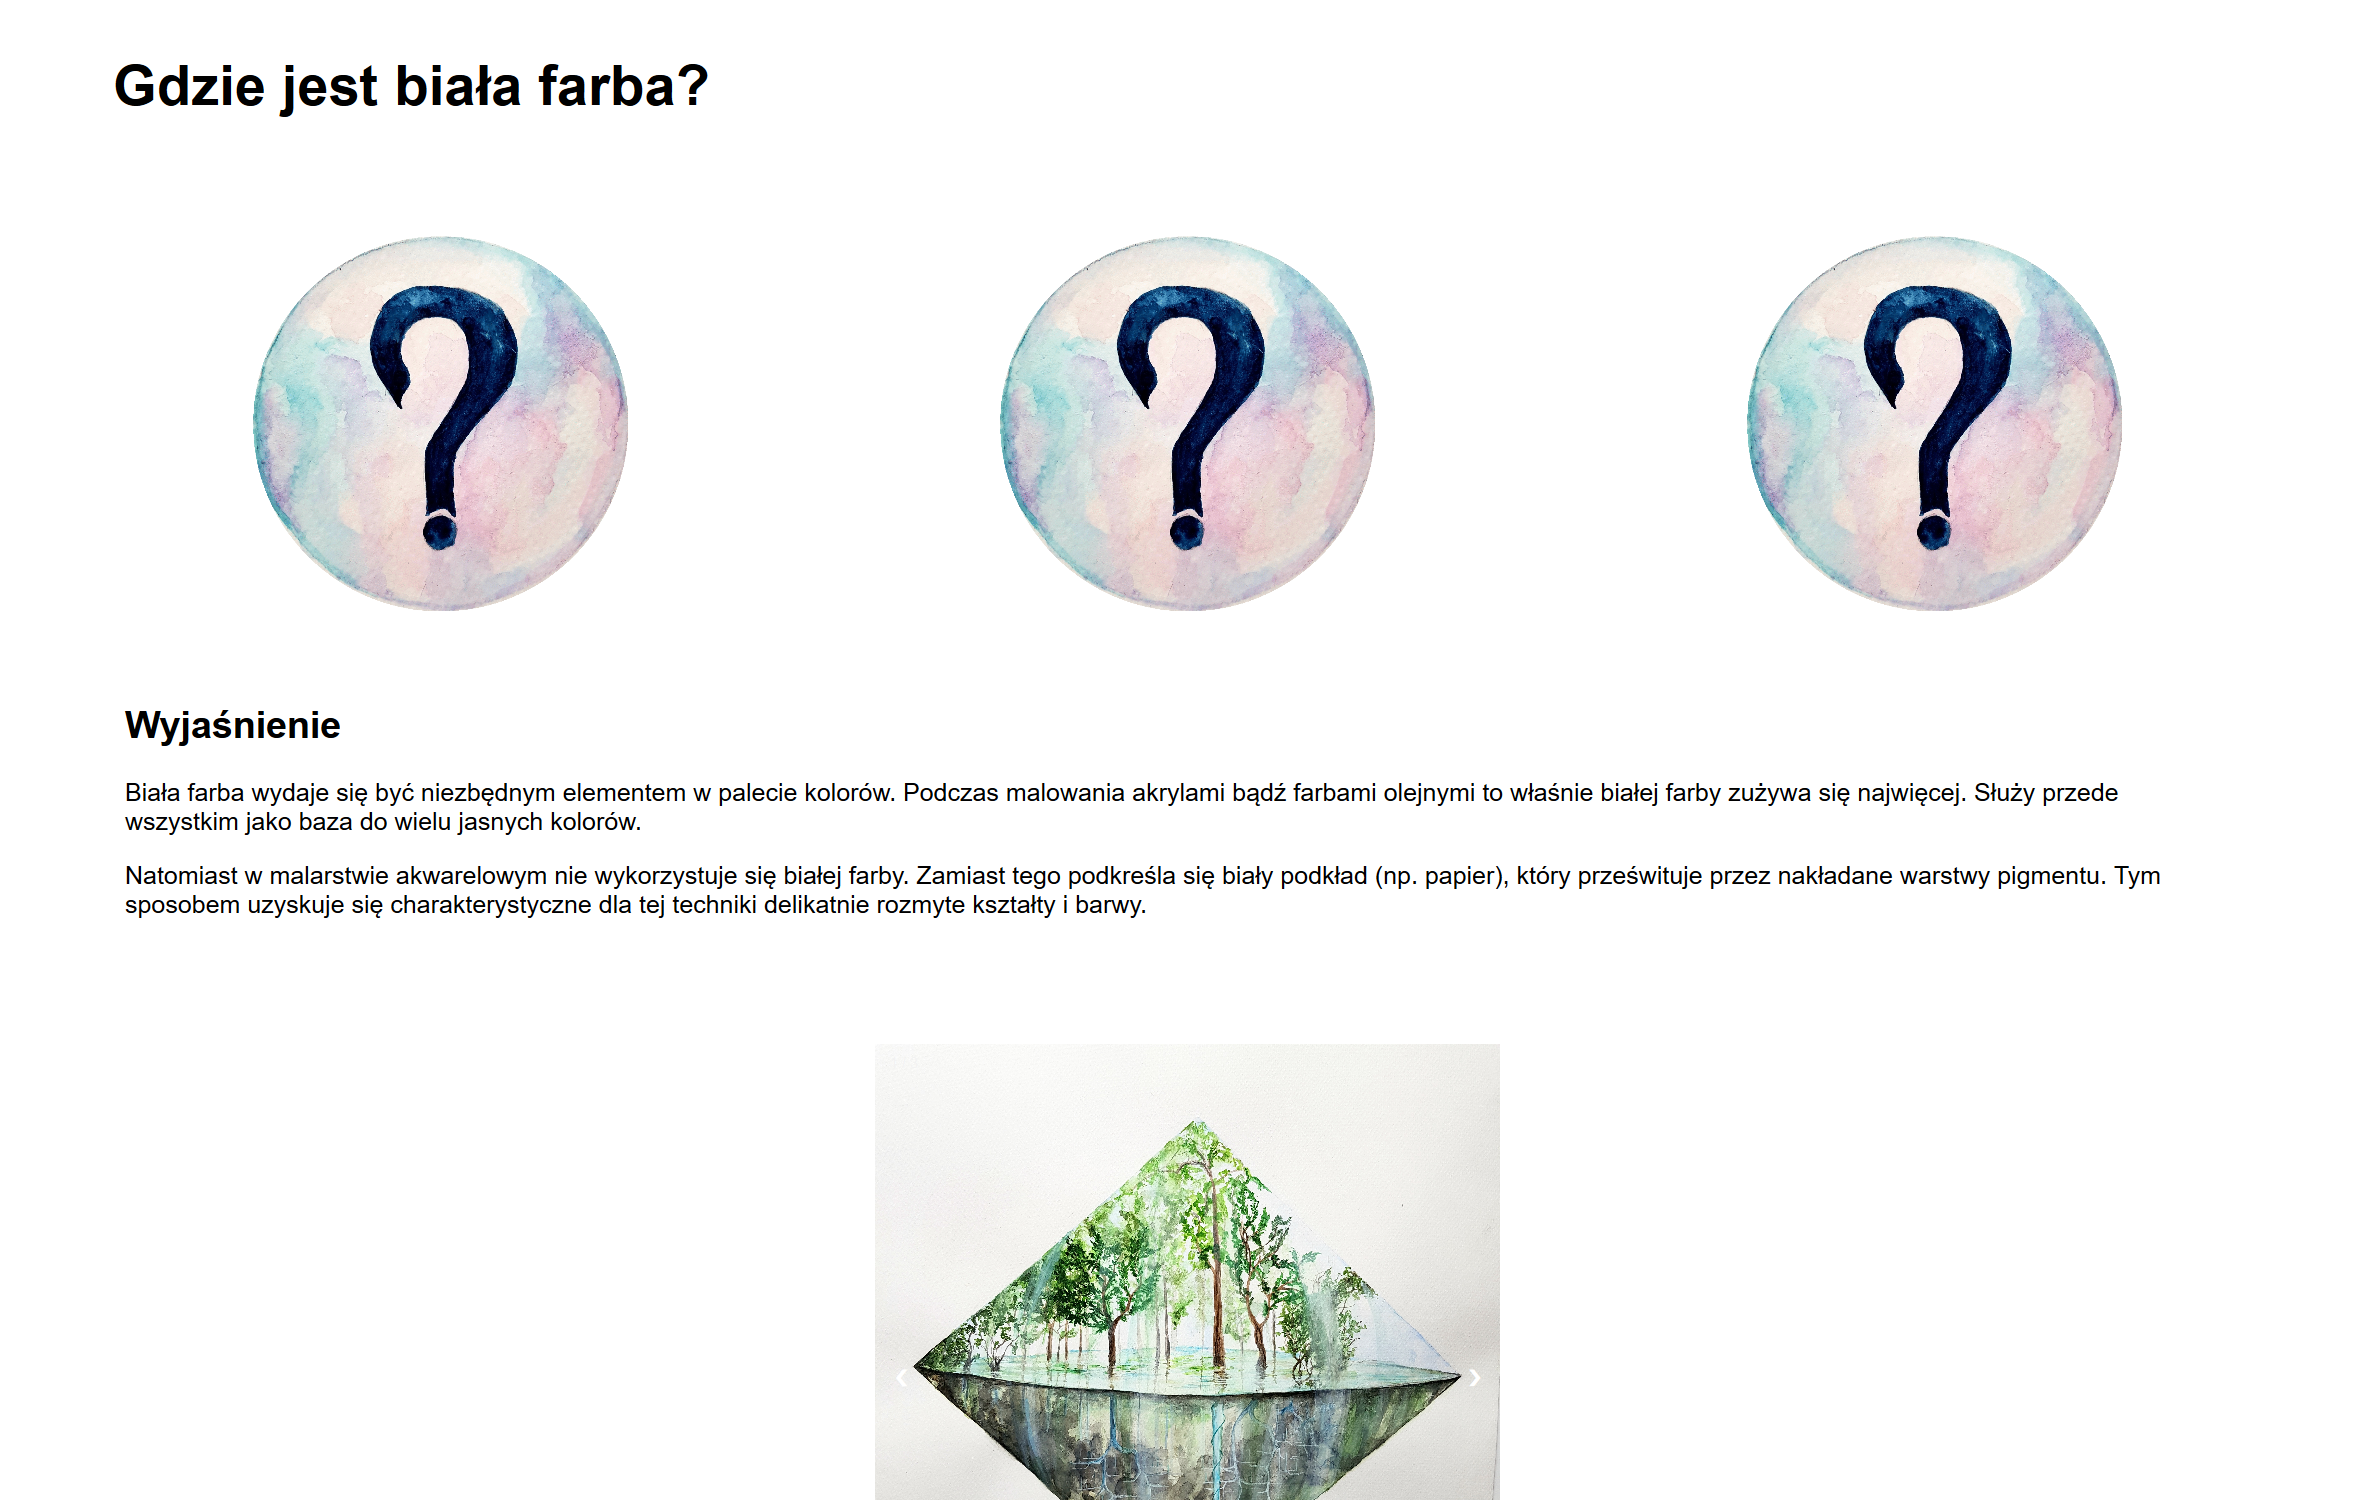 Gdzie jest biała farba?
?
?
?
Wyjaśnienie
Biała farba wydaje się być niezbędnym elementem w palecie kolorów. Podczas malowania akrylami bądź farbami olejnymi to właśnie białej farby zużywa się najwięcej. Służy przede
wszystkim jako baza do wielu jasnych kolorów.
Natomiast w malarstwie akwarelowym nie wykorzystuje się białej farby. Zamiast tego podkreśla się biały podkład (np. papier), który prześwituje przez nakładane warstwy pigmentu. Tym
sposobem uzyskuje się charakterystyczne dla tej techniki delikatnie rozmyte kształty i barwy.